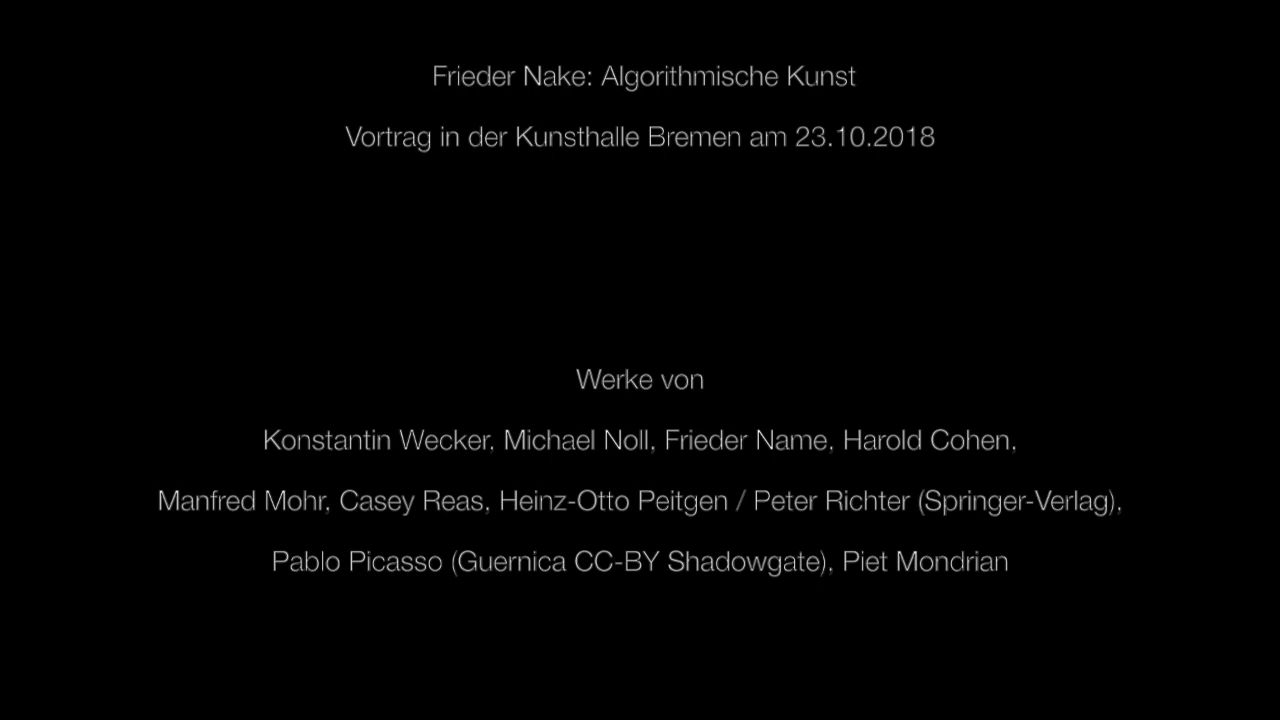 Frieder Nake: Algorithmische Kunst
Vortrag in der Kunsthalle Bremen am 23.10.2018
Werke von
Konstantin Wecker, Michael Noll, Frieder Name, Harold Cohen,
Manfred Mohr, Casey Reas, Heinz-Otto Peitgen / Peter Richter (Springer-Verlag),
Pablo Picasso (Guernica CC-BY Shadowgate), Piet Mondrian